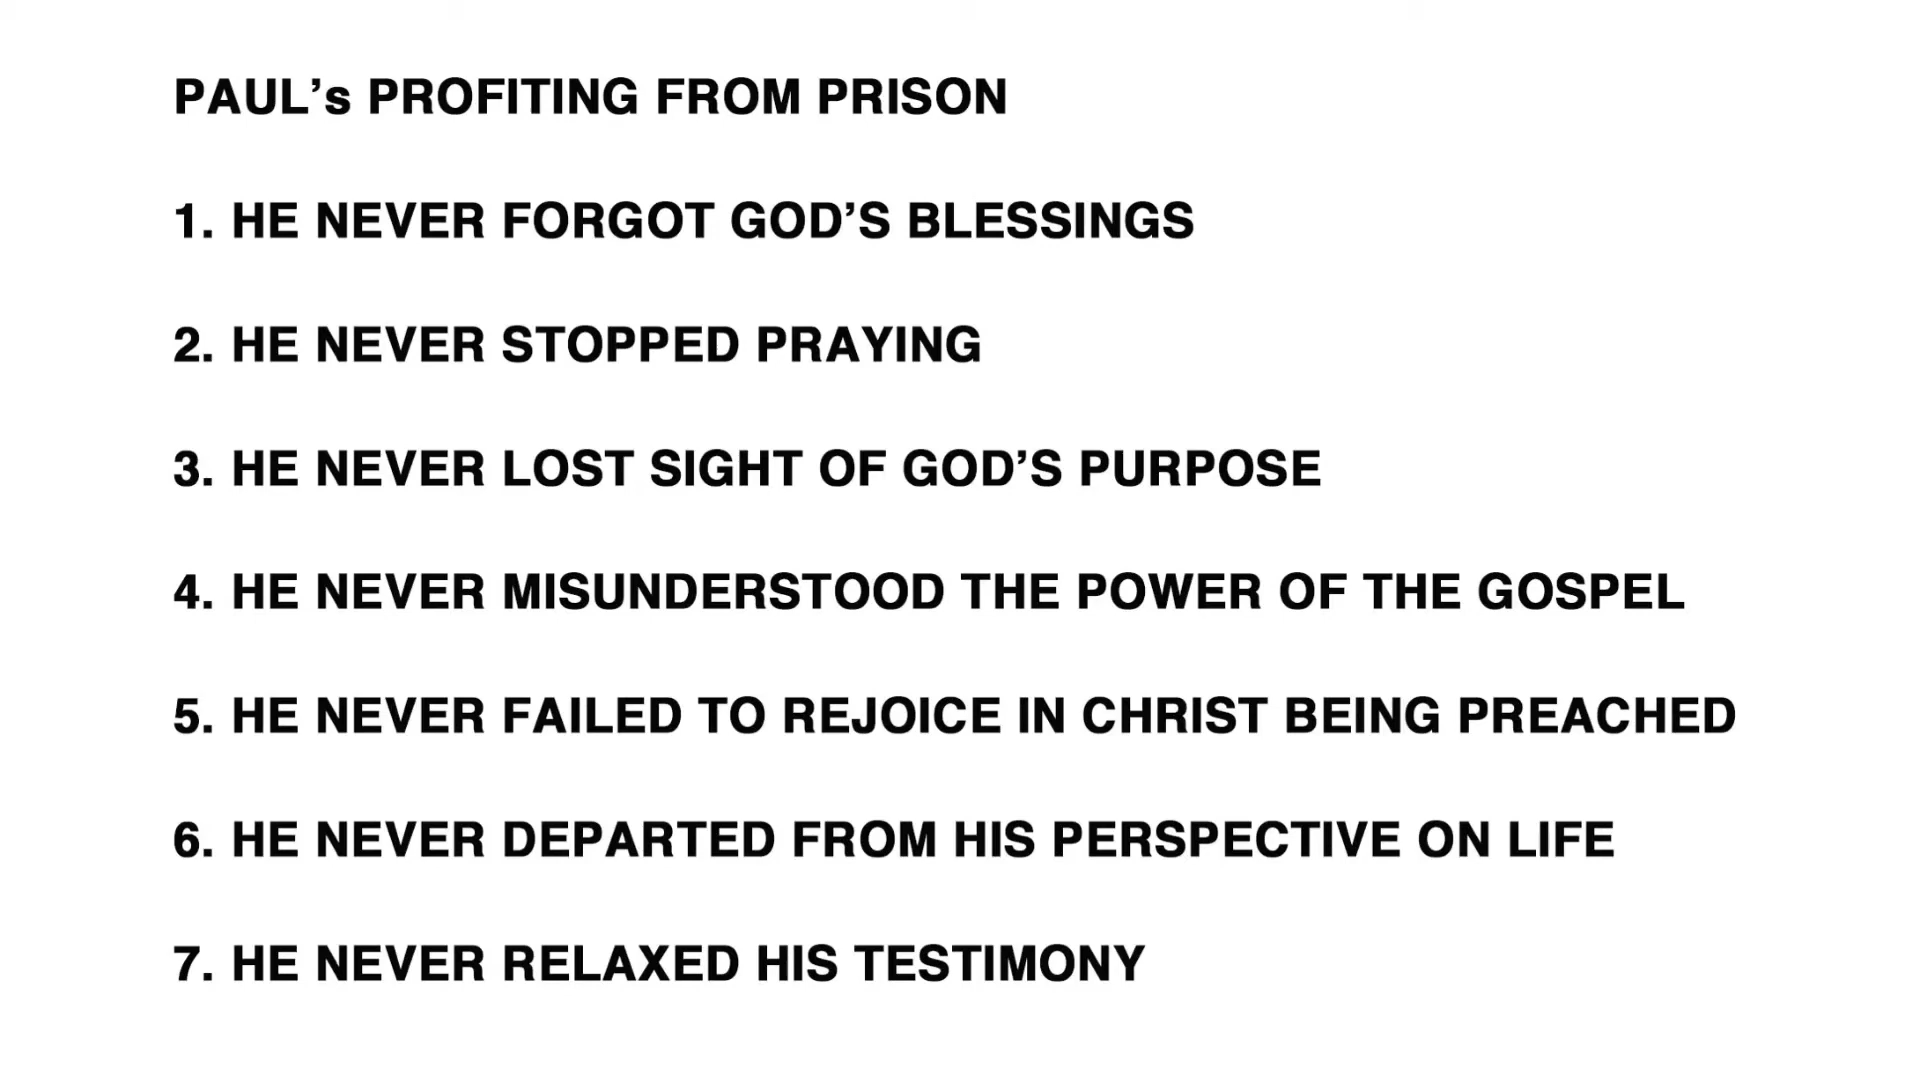 PAUL’s PROFITING FROM PRISON
1. HE NEVER FORGOT GOD’S BLESSINGS
2. HE NEVER STOPPED PRAYING
3. HE NEVER LOST SIGHT OF GOD’S PURPOSE
4. HE NEVER MISUNDERSTOOD THE POWER OF THE GOSPEL
5. HE NEVER FAILED TO REJOICE IN CHRIST BEING PREACHED
6. HE NEVER DEPARTED FROM HIS PERSPECTIVE ON LIFE
7. HE NEVER RELAXED HIS TESTIMONY